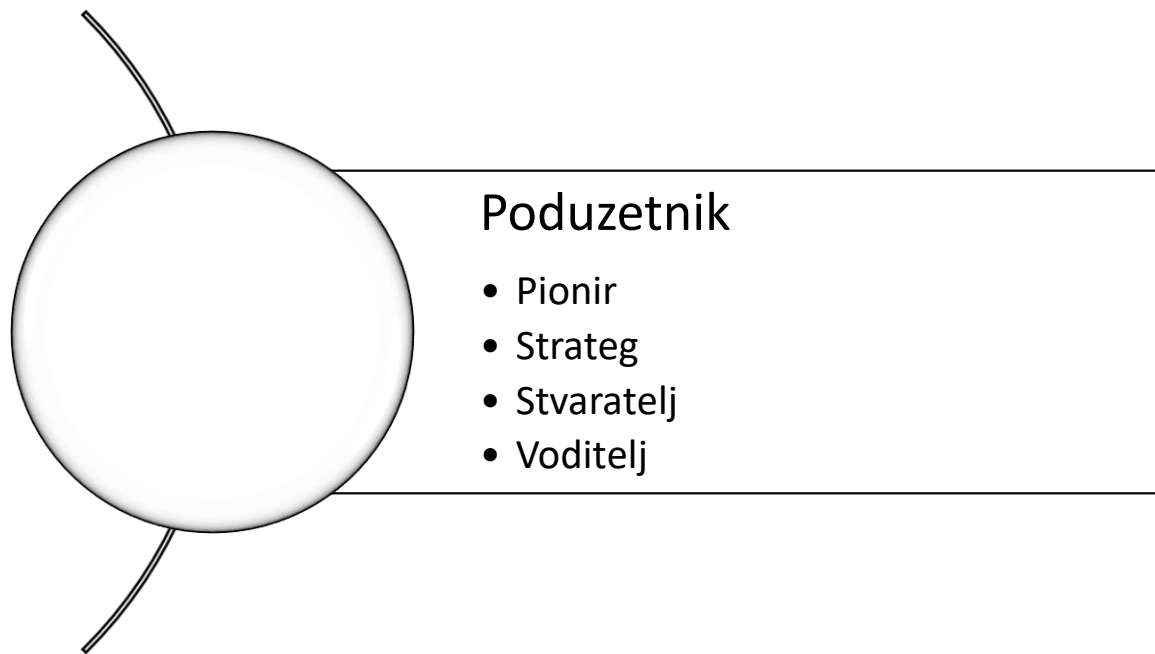 Poduzetnik
• Pionir
• Strateg
• Stvaratelj
• Voditelj